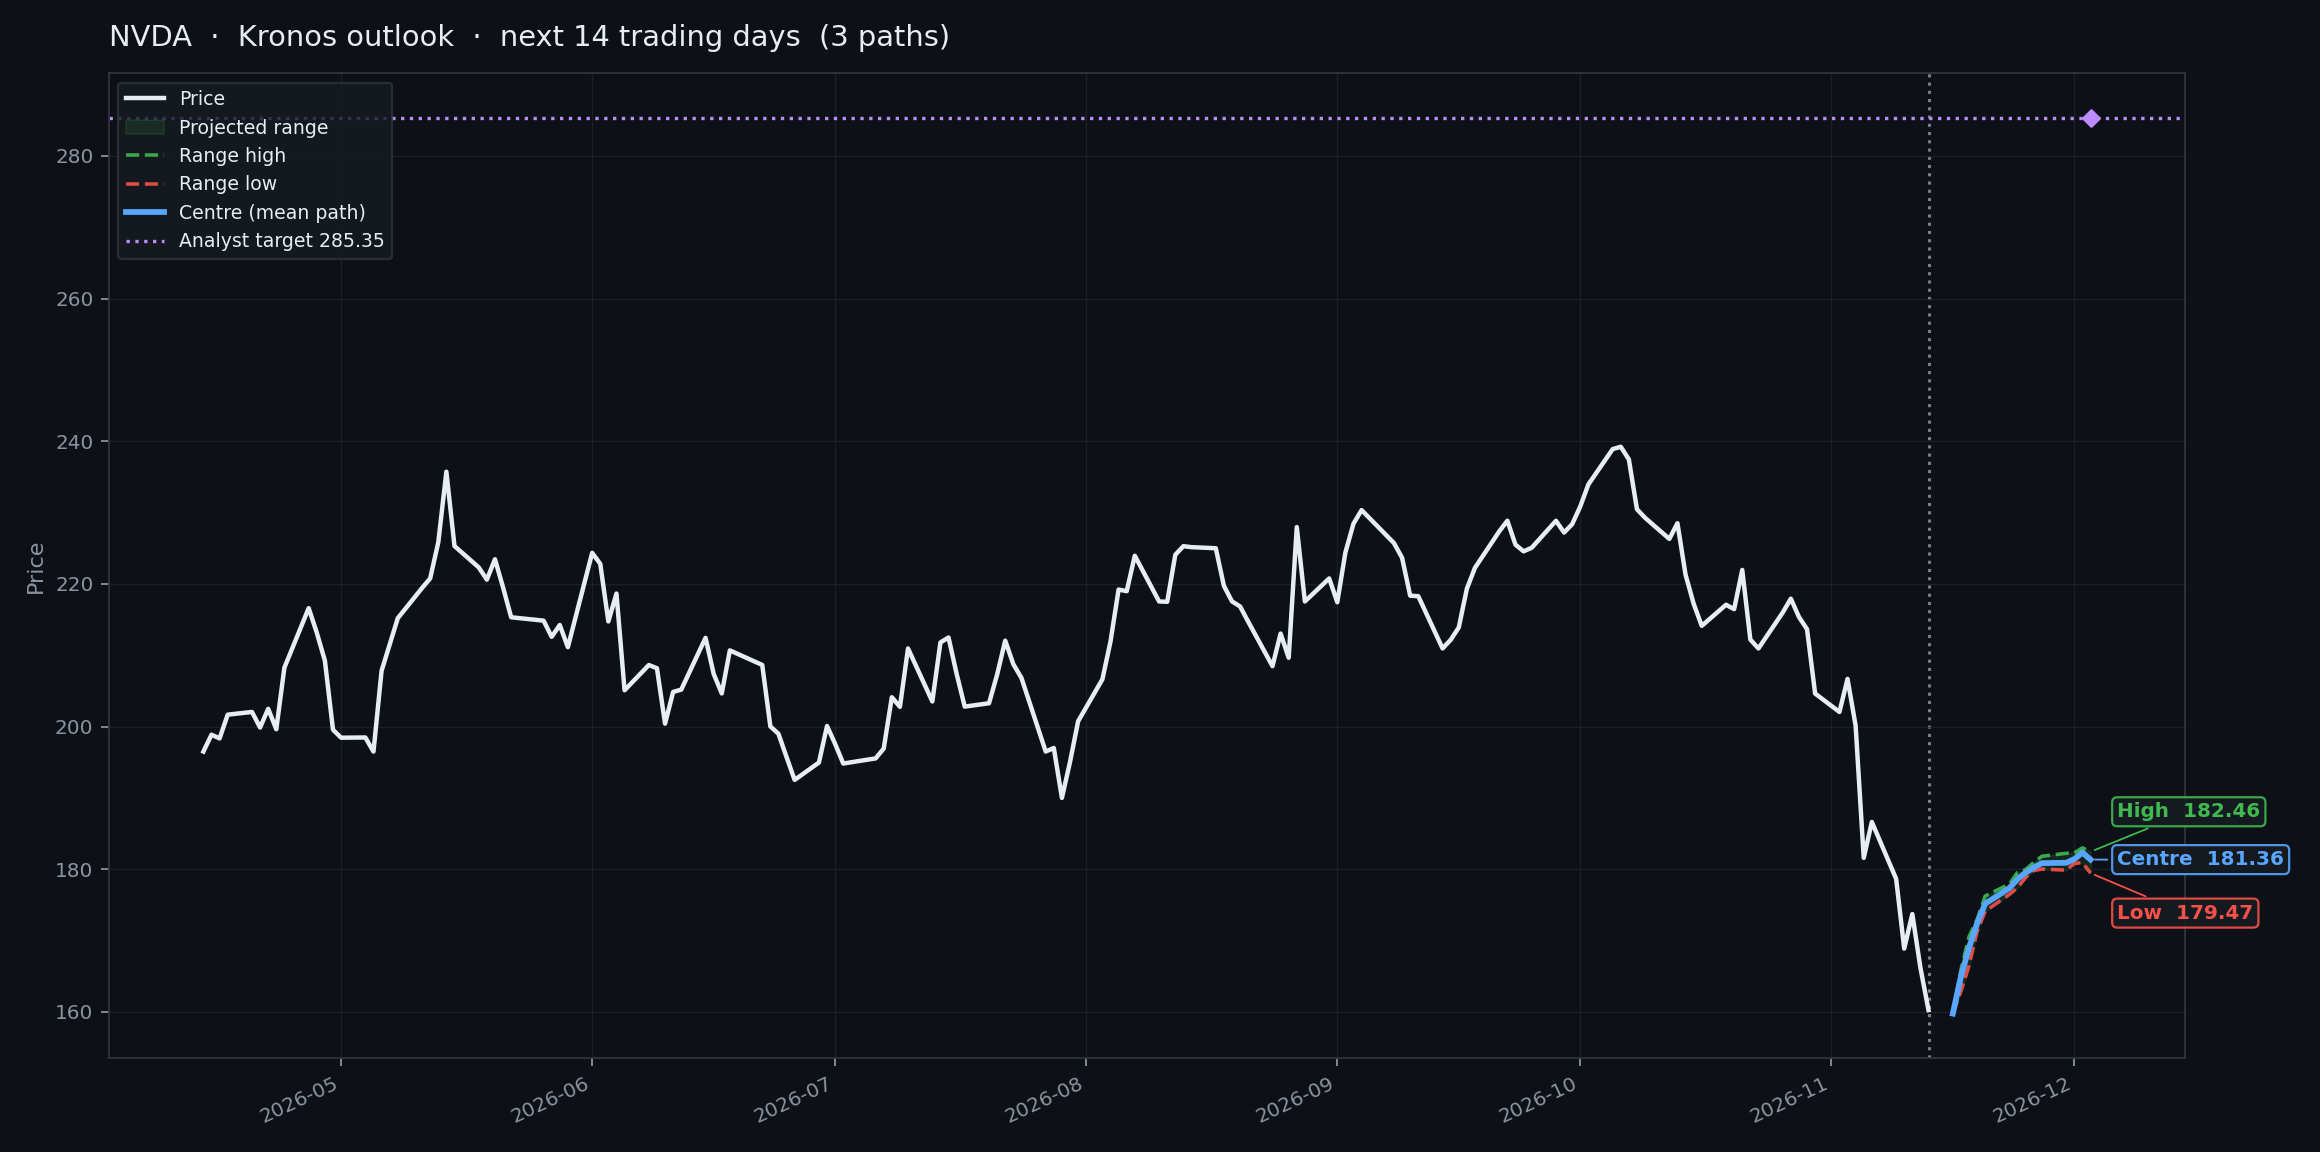 NVDA · Kronos outlook · next 14 trading days (3 paths)
Price
Projected range
Range high
Range low
Centre (mean path)
Analyst target 285.35
280
260
240
220
200
180
160
Price
High 182.46
Centre 181.36
Low 179.47
2026-05
2026-06
2026-07
2026-08
2026-09
2026-10
2026-11
2026-12